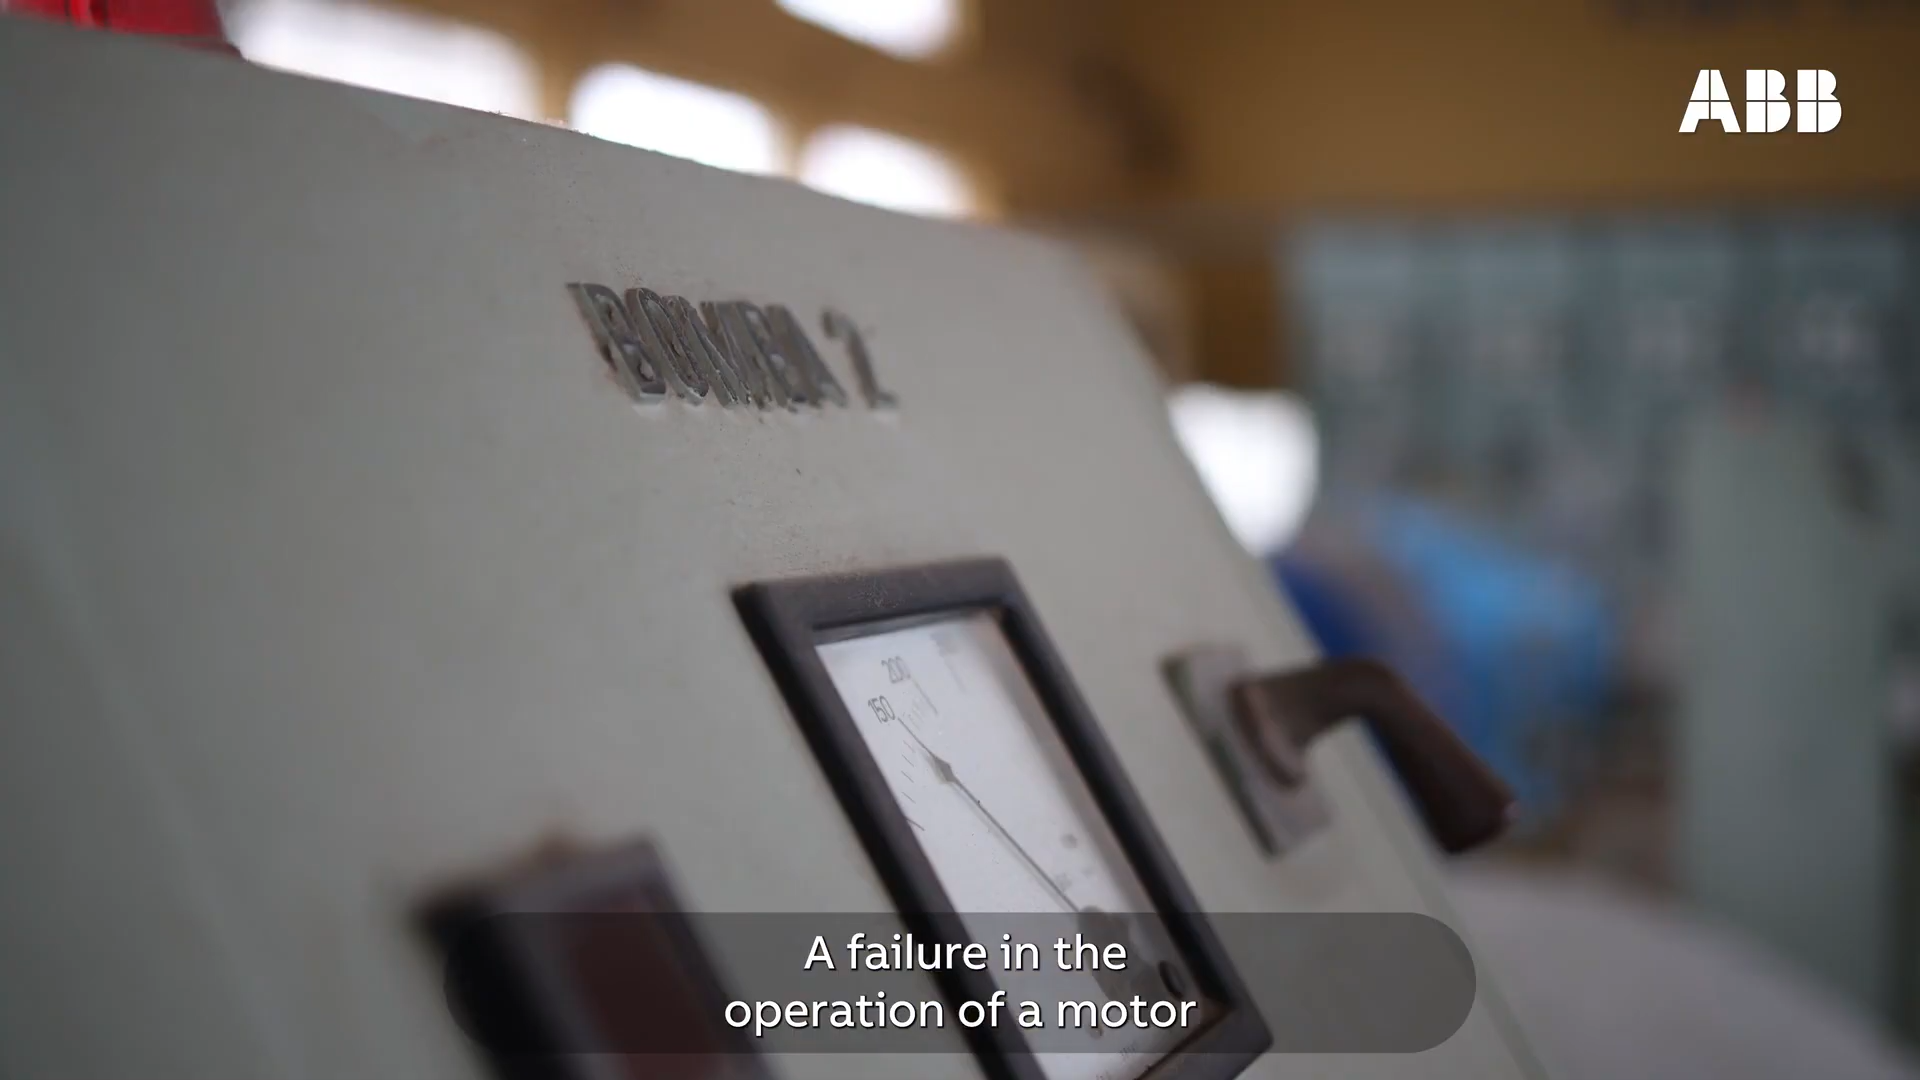 ABB
BOMBA 2
200
150
A failure in the
operation of a motor